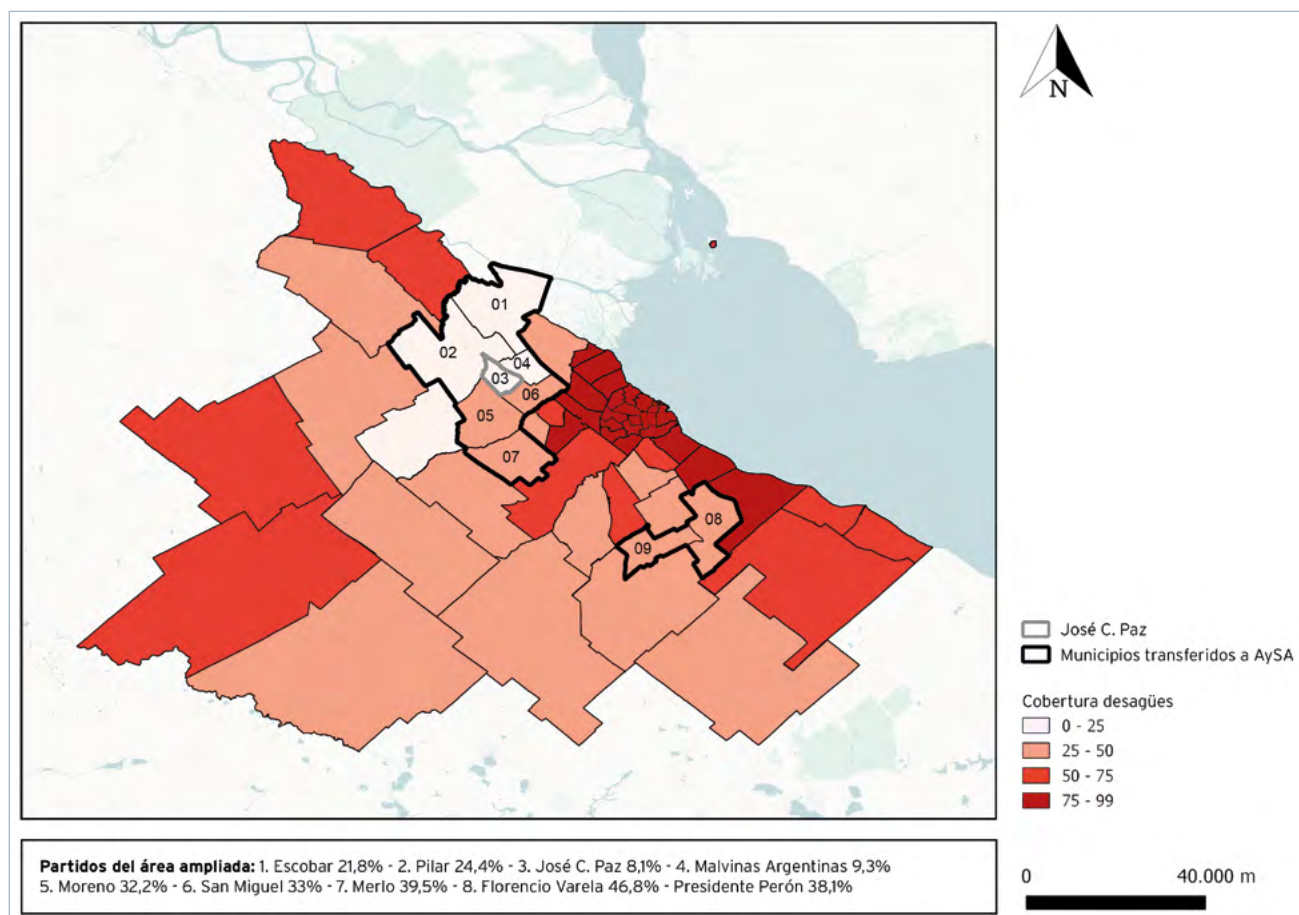 N
01
02
04
03
06
05
07
08
09
José C. Paz
Municipios transferidos a AySA
Cobertura desagües
0 - 25
25 - 50
50 - 75
75 - 99
Partidos del área ampliada: 1. Escobar 21,8% - 2. Pilar 24,4% - 3. José C. Paz 8,1% - 4. Malvinas Argentinas 9,3%
5. Moreno 32,2% - 6. San Miguel 33% - 7. Merlo 39,5% - 8. Florencio Varela 46,8% - Presidente Perón 38,1%
0 40.000 m